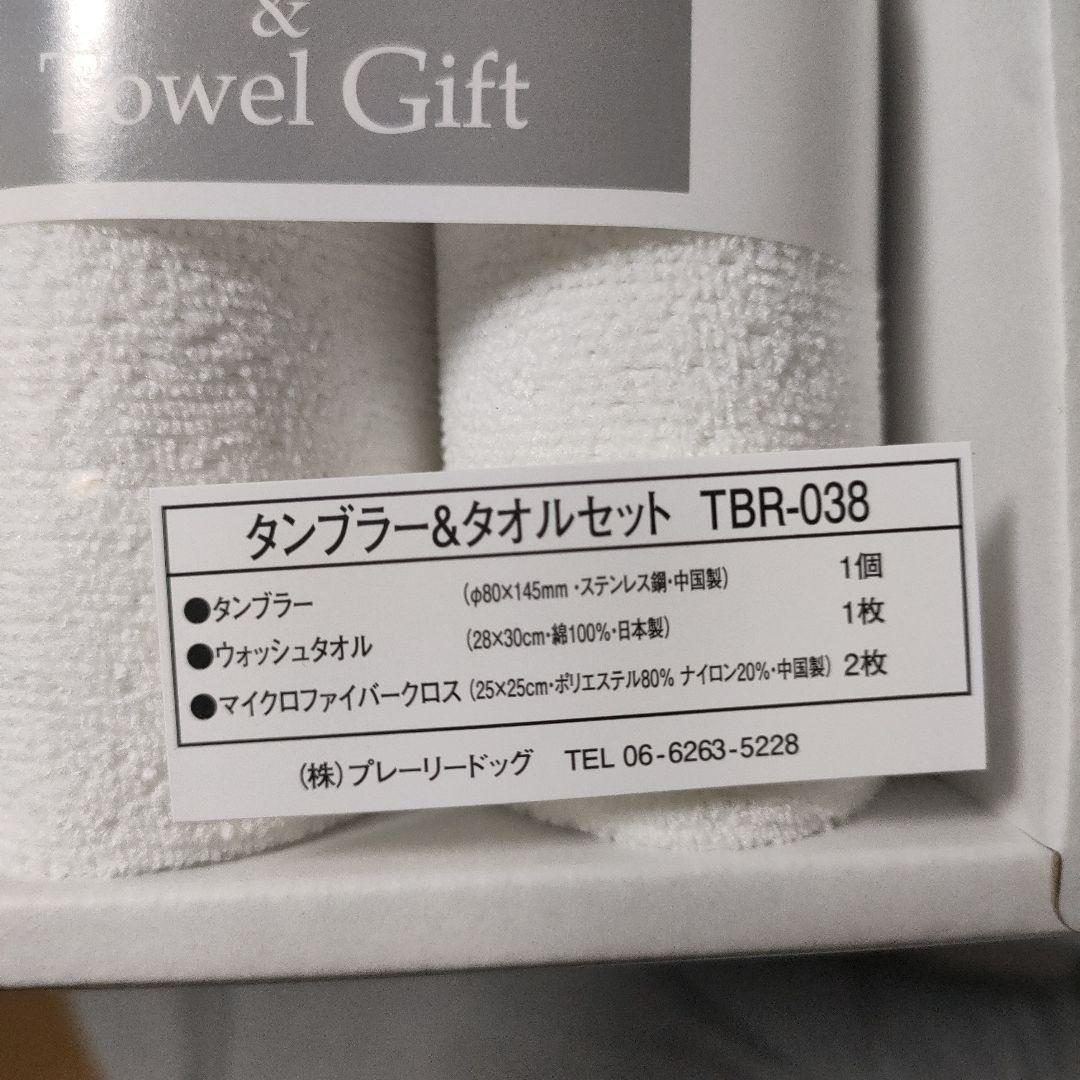 &
Towel Gift
タンブラー&タオルセット TBR-038
●タンブラー (φ80×145mm・ステンレス鋼・中国製) 1個
●ウォッシュタオル (28×30cm・綿100%・日本製) 1枚
●マイクロファイバークロス (25×25cm・ポリエステル80% ナイロン20%・中国製) 2枚
(株)プレーリードッグ TEL 06-6263-5228